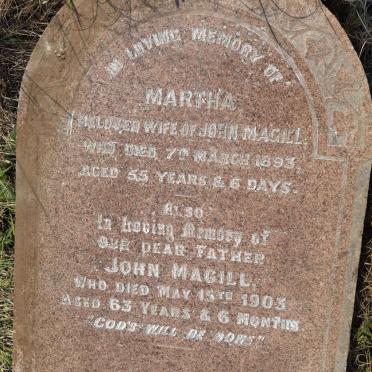 IN LOVING MEMORY OF
MARTHA
BELOVED WIFE OF JOHN MAGILL
WHO DIED 7TH MARCH 1893
AGED 55 YEARS & 6 DAYS.
ALSO
In Loving Memory of
OUR DEAR FATHER
JOHN MAGILL,
WHO DIED MAY 15TH 1903
AGED 63 YEARS & 6 MONTHS
"GOD'S WILL BE DONE"